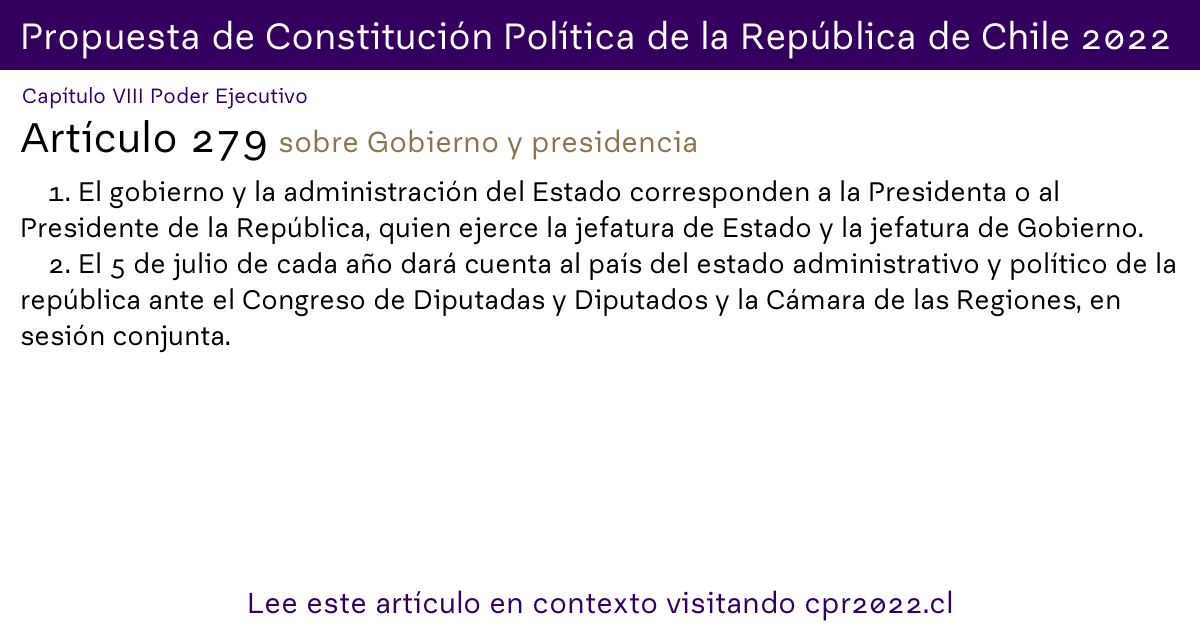 Propuesta de Constitución Política de la República de Chile 2022
Capítulo VIII Poder Ejecutivo
Artículo 279 sobre Gobierno y presidencia
1. El gobierno y la administración del Estado corresponden a la Presidenta o al
Presidente de la República, quien ejerce la jefatura de Estado y la jefatura de Gobierno.
2. El 5 de julio de cada año dará cuenta al país del estado administrativo y político de la
república ante el Congreso de Diputadas y Diputados y la Cámara de las Regiones, en
sesión conjunta.
Lee este artículo en contexto visitando cpr2022.cl